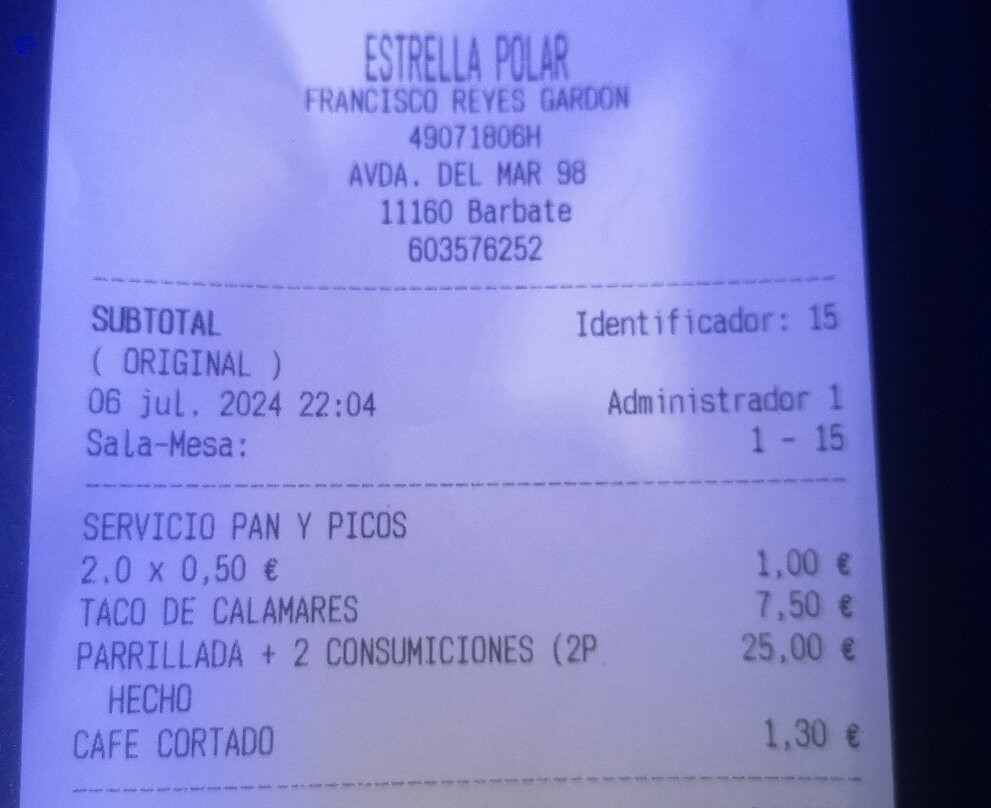 ESTRELLA POLAR
FRANCISCO REYES GARDON
49071806H
AVDA. DEL MAR 98
11160 Barbate
603576252
SUBTOTAL Identificador: 15
( ORIGINAL )
06 jul. 2024 22:04 Administrador 1
Sala-Mesa: 1 - 15
SERVICIO PAN Y PICOS
2.0 x 0,50 € 1,00 €
TACO DE CALAMARES 7,50 €
PARRILLADA + 2 CONSUMICIONES (2P 25,00 €
HECHO
CAFE CORTADO 1,30 €